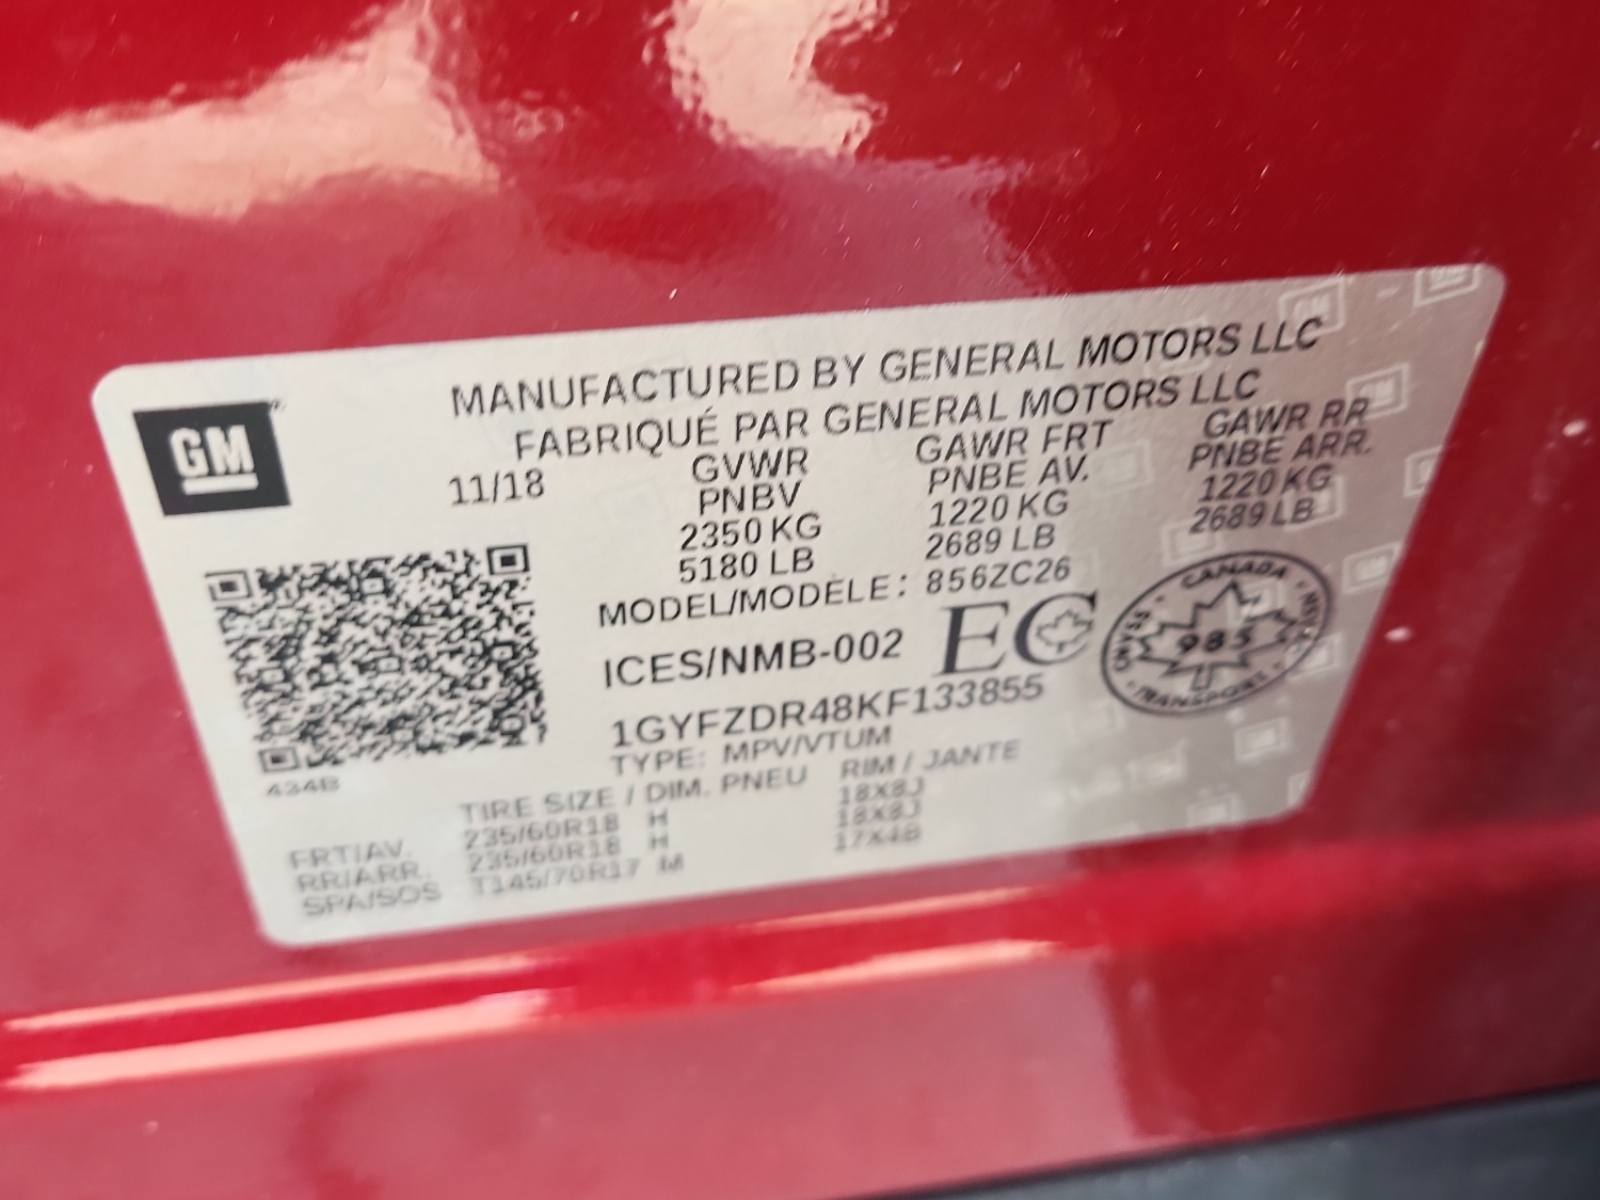 MANUFACTURED BY GENERAL MOTORS LLC
FABRIQUÉ PAR GENERAL MOTORS LLC
GM
11/18
GVWR GAWR FRT GAWR RR
PNBV PNBE AV. PNBE ARR.
2350 KG 1220 KG 1220 KG
5180 LB 2689 LB 2689 LB
MODEL/MODÈLE: 856ZC26
ICES/NMB-002 EC
CANADA
985
TRANSPORT
1GYFZDR48KF133855
TYPE: MPV/VTUM
434B
TIRE SIZE / DIM. PNEU RIM / JANTE
FRT/AV. 235/60R18 H 18X8J
RR/ARR. 235/60R18 H 18X8J
SPA/SOS T145/70R17 M 17X4B